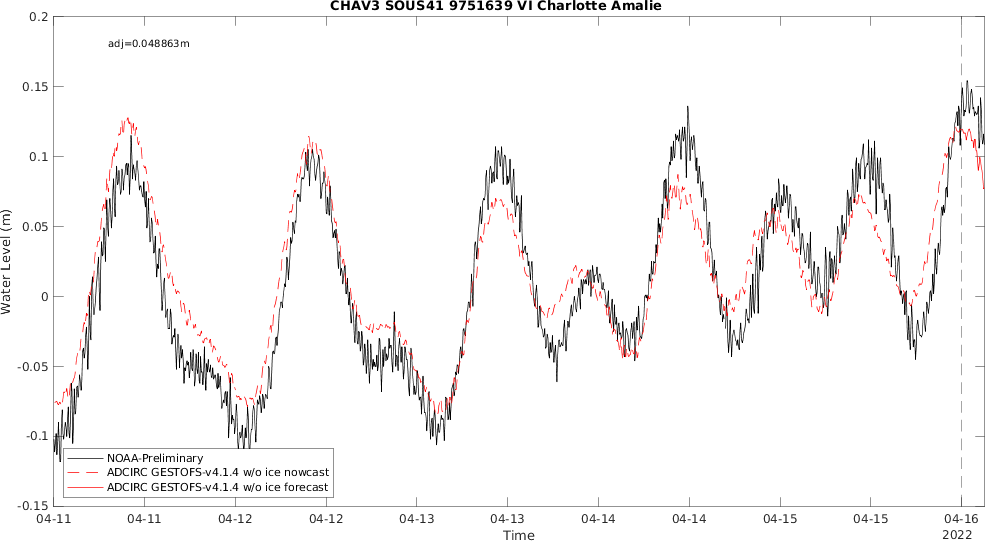 CHAV3 SOUS41 9751639 VI Charlotte Amalie
adj=0.048863m
Water Level (m)
0.2
0.15
0.1
0.05
0
-0.05
-0.1
-0.15
NOAA-Preliminary
ADCIRC GESTOFS-v4.1.4 w/o ice nowcast
ADCIRC GESTOFS-v4.1.4 w/o ice forecast
04-11 04-11 04-12 04-12 04-13 04-13 04-14 04-14 04-15 04-15 04-16
2022
Time